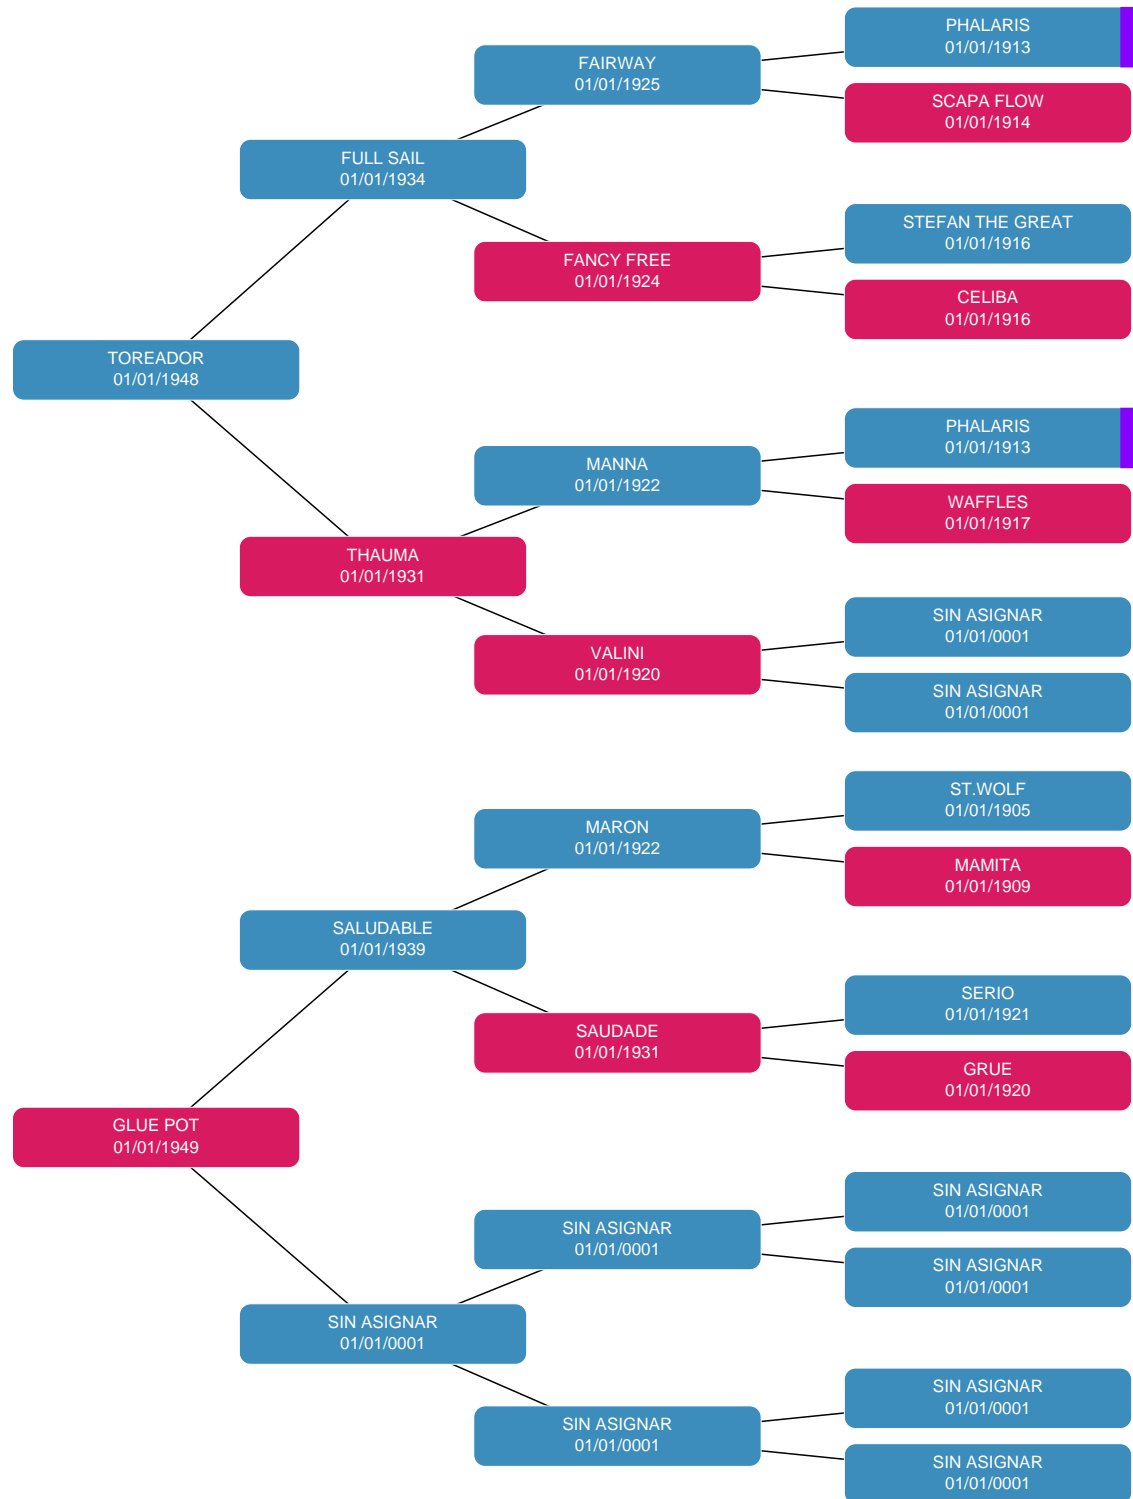 PHALARIS
01/01/1913
FAIRWAY
01/01/1925
SCAPA FLOW
01/01/1914
FULL SAIL
01/01/1934
STEFAN THE GREAT
01/01/1916
FANCY FREE
01/01/1924
CELIBA
01/01/1916
TOREADOR
01/01/1948
PHALARIS
01/01/1913
MANNA
01/01/1922
WAFFLES
01/01/1917
THAUMA
01/01/1931
SIN ASIGNAR
01/01/0001
VALINI
01/01/1920
SIN ASIGNAR
01/01/0001
ST.WOLF
01/01/1905
MARON
01/01/1922
MAMITA
01/01/1909
SALUDABLE
01/01/1939
SERIO
01/01/1921
SAUDADE
01/01/1931
GRUE
01/01/1920
GLUE POT
01/01/1949
SIN ASIGNAR
01/01/0001
SIN ASIGNAR
01/01/0001
SIN ASIGNAR
01/01/0001
SIN ASIGNAR
01/01/0001
SIN ASIGNAR
01/01/0001
SIN ASIGNAR
01/01/0001
SIN ASIGNAR
01/01/0001